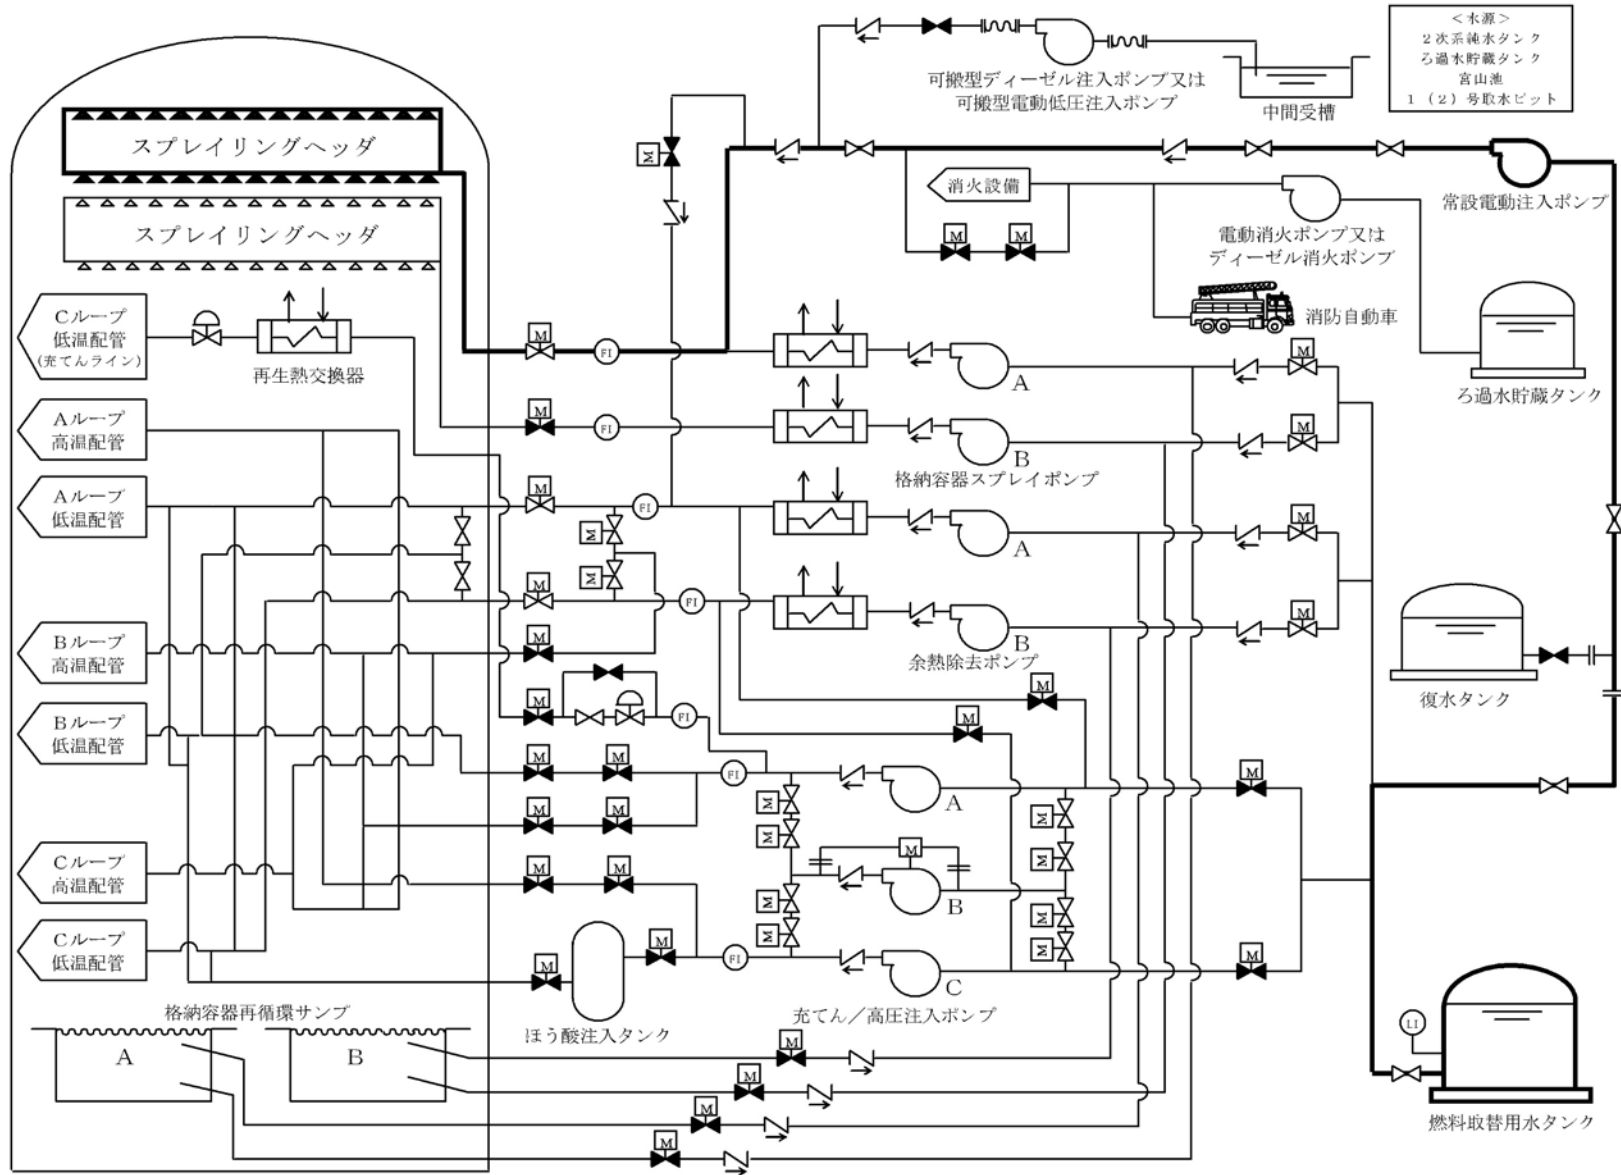 ＜水源＞
２次系純水タンク
ろ過水貯蔵タンク
宮山池
１（２）号取水ピット
可搬型ディーゼル注入ポンプ又は
可搬型電動低圧注入ポンプ
中間受槽
スプレイリングヘッダ
スプレイリングヘッダ
M
消火設備
常設電動注入ポンプ
M
M
電動消火ポンプ又は
ディーゼル消火ポンプ
消防自動車
ろ過水貯蔵タンク
Cループ
低温配管
(充てんライン)
再生熱交換器
M
FI
A
M
Aループ
高温配管
M
FI
B
M
格納容器スプレイポンプ
Aループ
低温配管
M
FI
M
A
M
M
M
FI
B
M
余熱除去ポンプ
Bループ
高温配管
M
復水タンク
Bループ
低温配管
M
FI
M
M
M
M
FI
A
M
M
M
M
M
M
M
M
B
Cループ
高温配管
M
M
M
M
M
M
Cループ
低温配管
M
M
FI
C
M
充てん／高圧注入ポンプ
ほう酸注入タンク
格納容器再循環サンプ
A
B
M
M
M
M
LI
燃料取替用水タンク